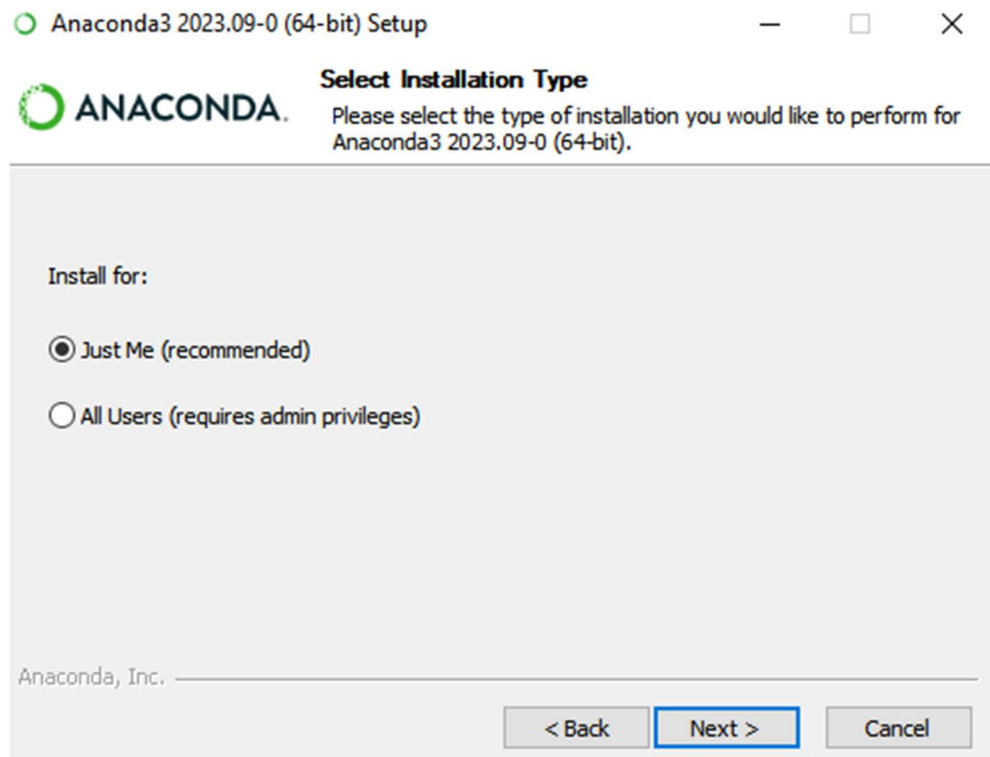 Anaconda3 2023.09-0 (64-bit) Setup
ANACONDA.
Select Installation Type
Please select the type of installation you would like to perform for
Anaconda3 2023.09-0 (64-bit).
Install for:
Just Me (recommended)
All Users (requires admin privileges)
Anaconda, Inc.
< Back
Next >
Cancel